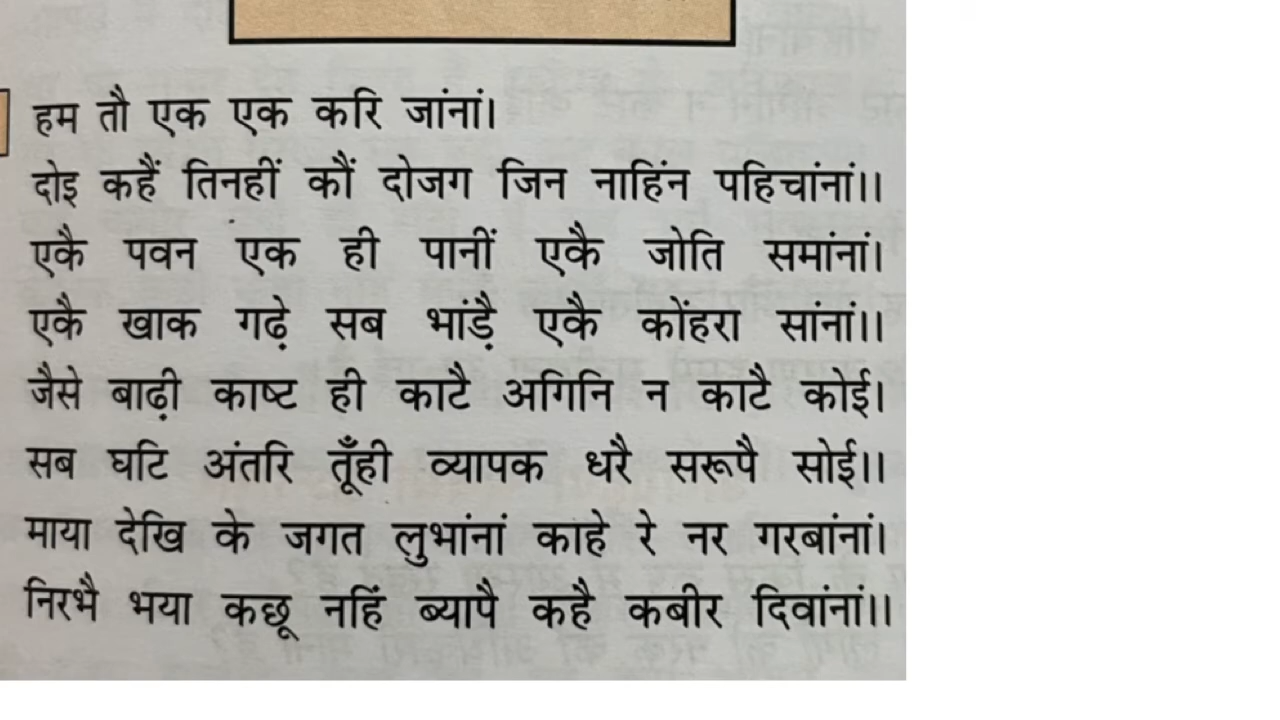 हम तौ एक एक करि जांनां।
दोइ कहैं तिनहीं कौं दोजग जिन नाहिंन पहिचांनां।।
एकै पवन एक ही पानीं एकै जोति समांनां।
एकै खाक गढ़े सब भांड़ै एकै कोंहरा सांनां।।
जैसे बाढ़ी काष्ट ही काटै अगिनि न काटै कोई।
सब घटि अंतरि तूँही व्यापक धरै सरूपै सोई।।
माया देखि के जगत लुभांनां काहे रे नर गरबांनां।
निरभै भया कछू नहिं ब्यापै कहै कबीर दिवांनां।।